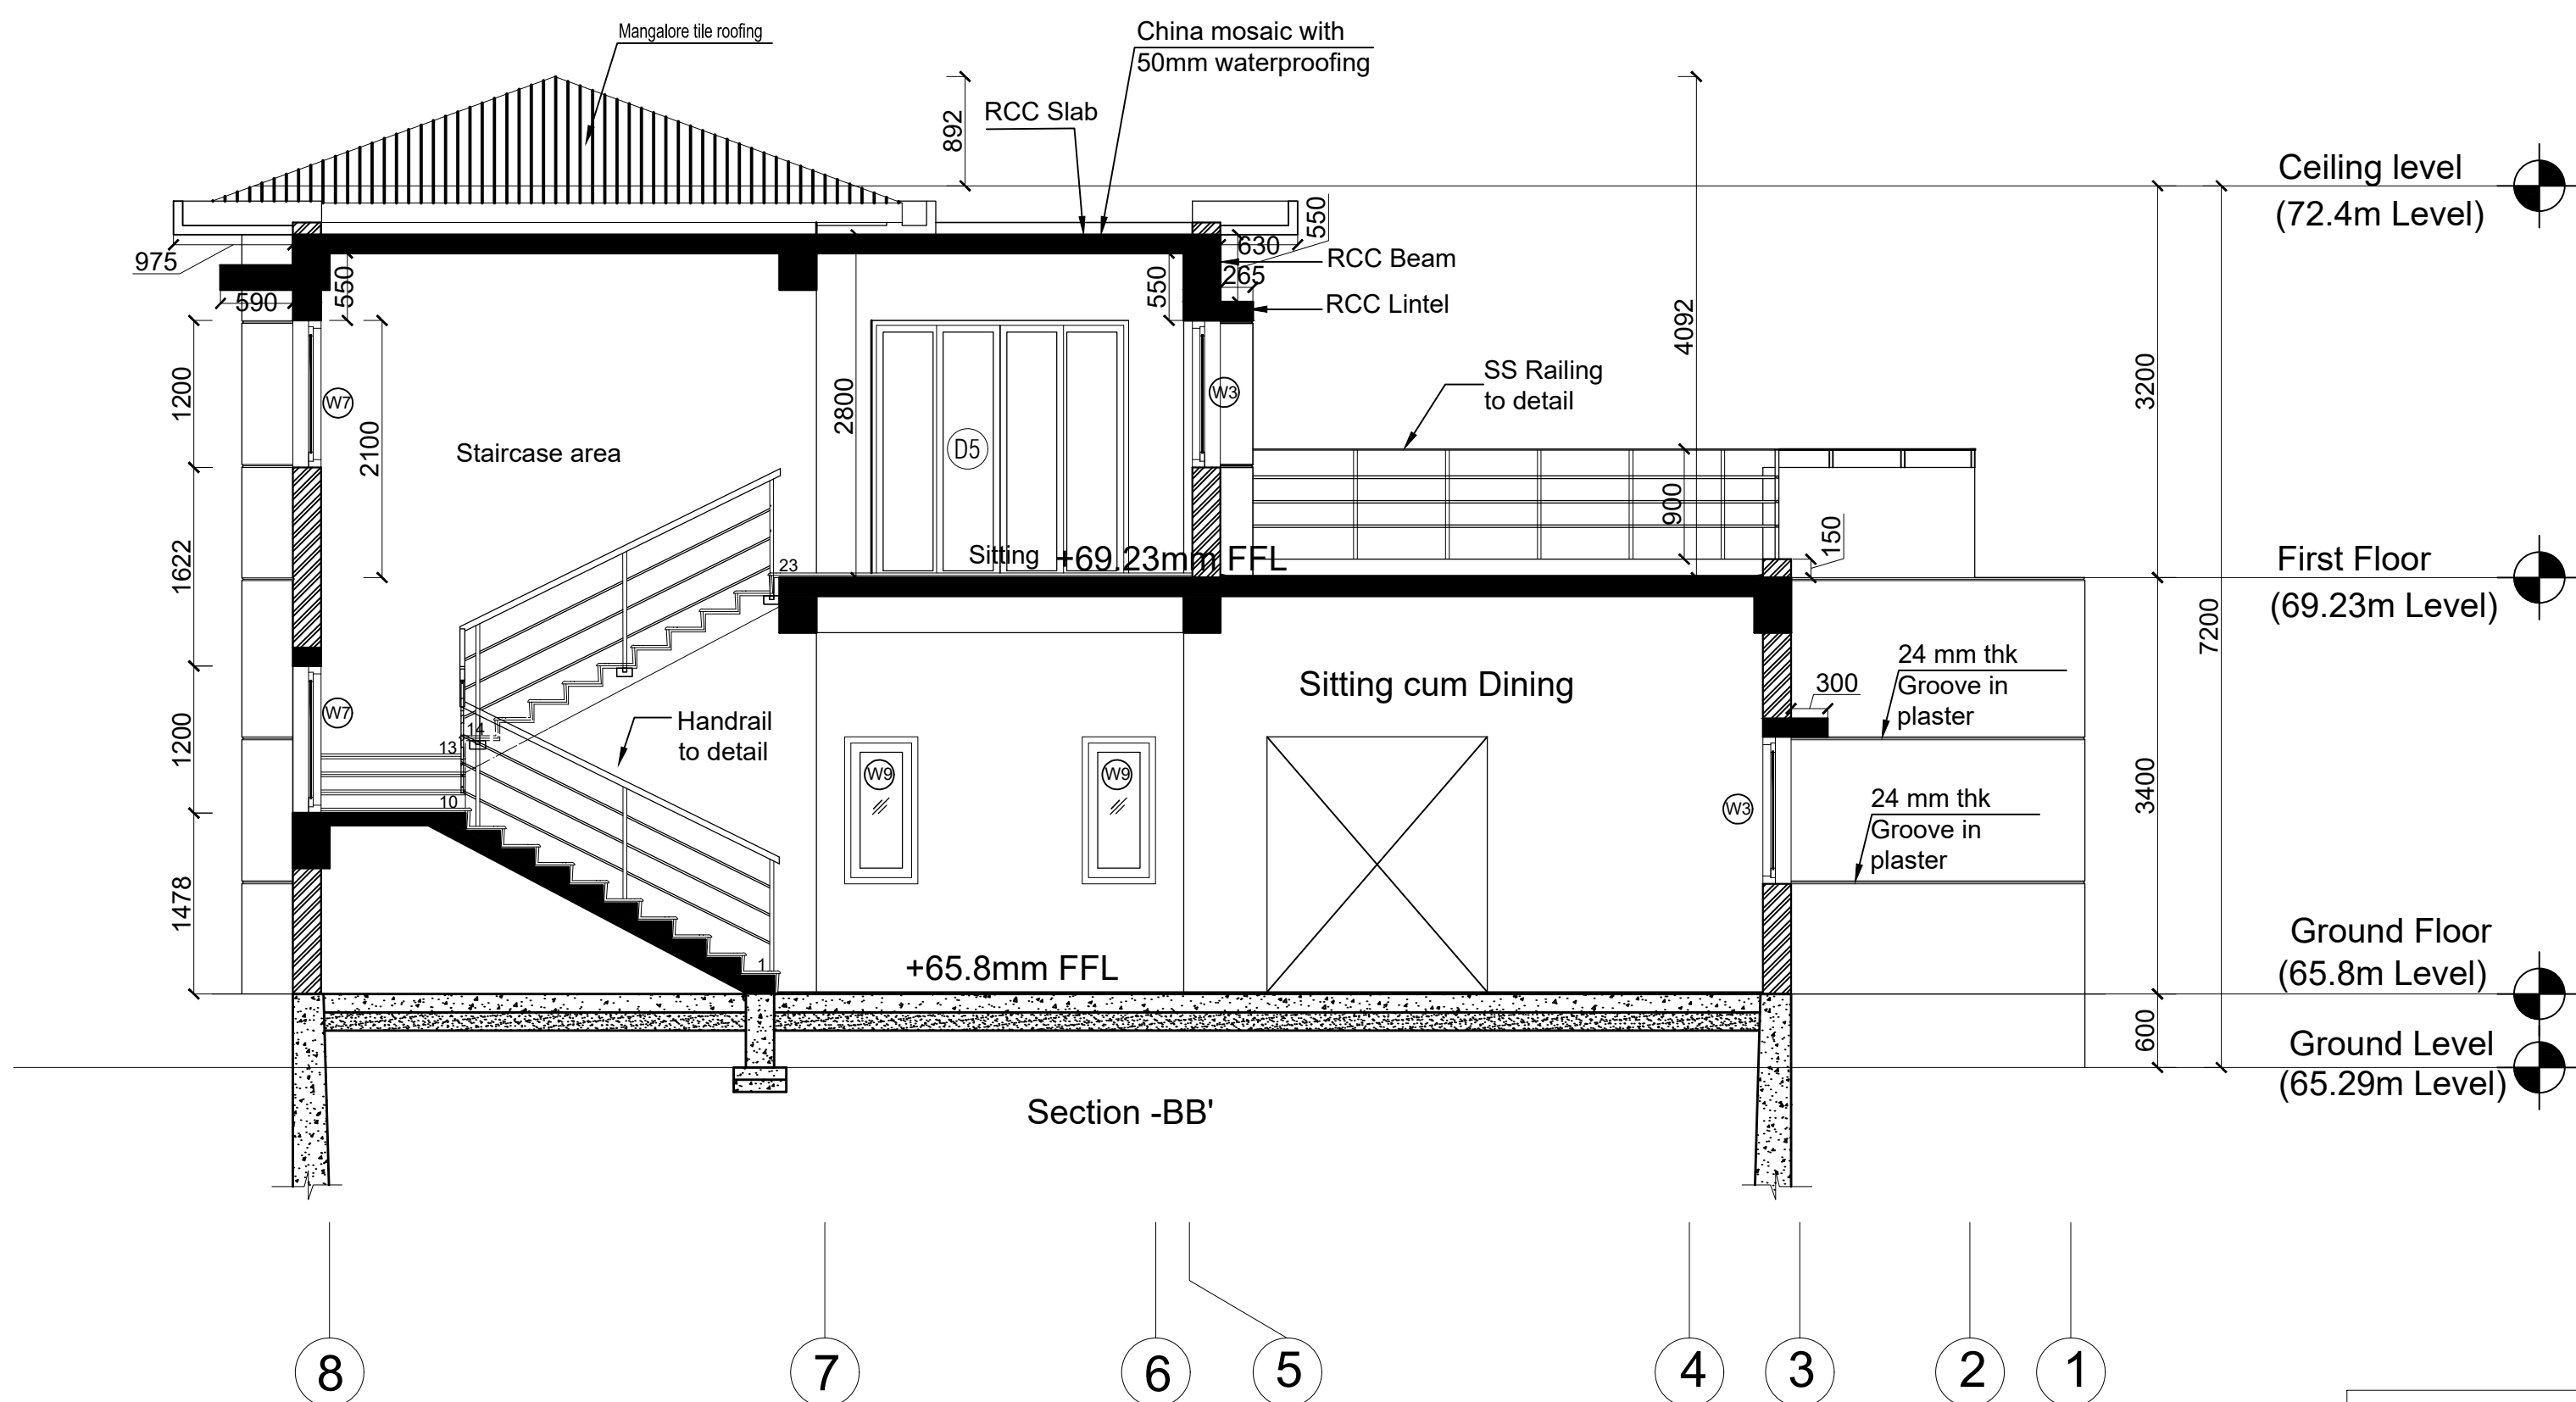 Mangalore tile roofing
China mosaic with
50mm waterproofing
RCC Slab
892
Ceiling level
(72.4m Level)
975
590
550
550
630
265
550
RCC Beam
RCC Lintel
4092
3200
1200
W7
2100
Staircase area
2800
D5
W3
SS Railing
to detail
900
150
1622
Sitting
+69.23mm FFL
23
First Floor
(69.23m Level)
7200
24 mm thk
Groove in
plaster
300
Sitting cum Dining
1200
W7
14
13
10
Handrail
to detail
W9
W9
W3
24 mm thk
Groove in
plaster
3400
1478
1
+65.8mm FFL
Ground Floor
(65.8m Level)
600
Ground Level
(65.29m Level)
Section -BB'
8
7
6
5
4
3
2
1